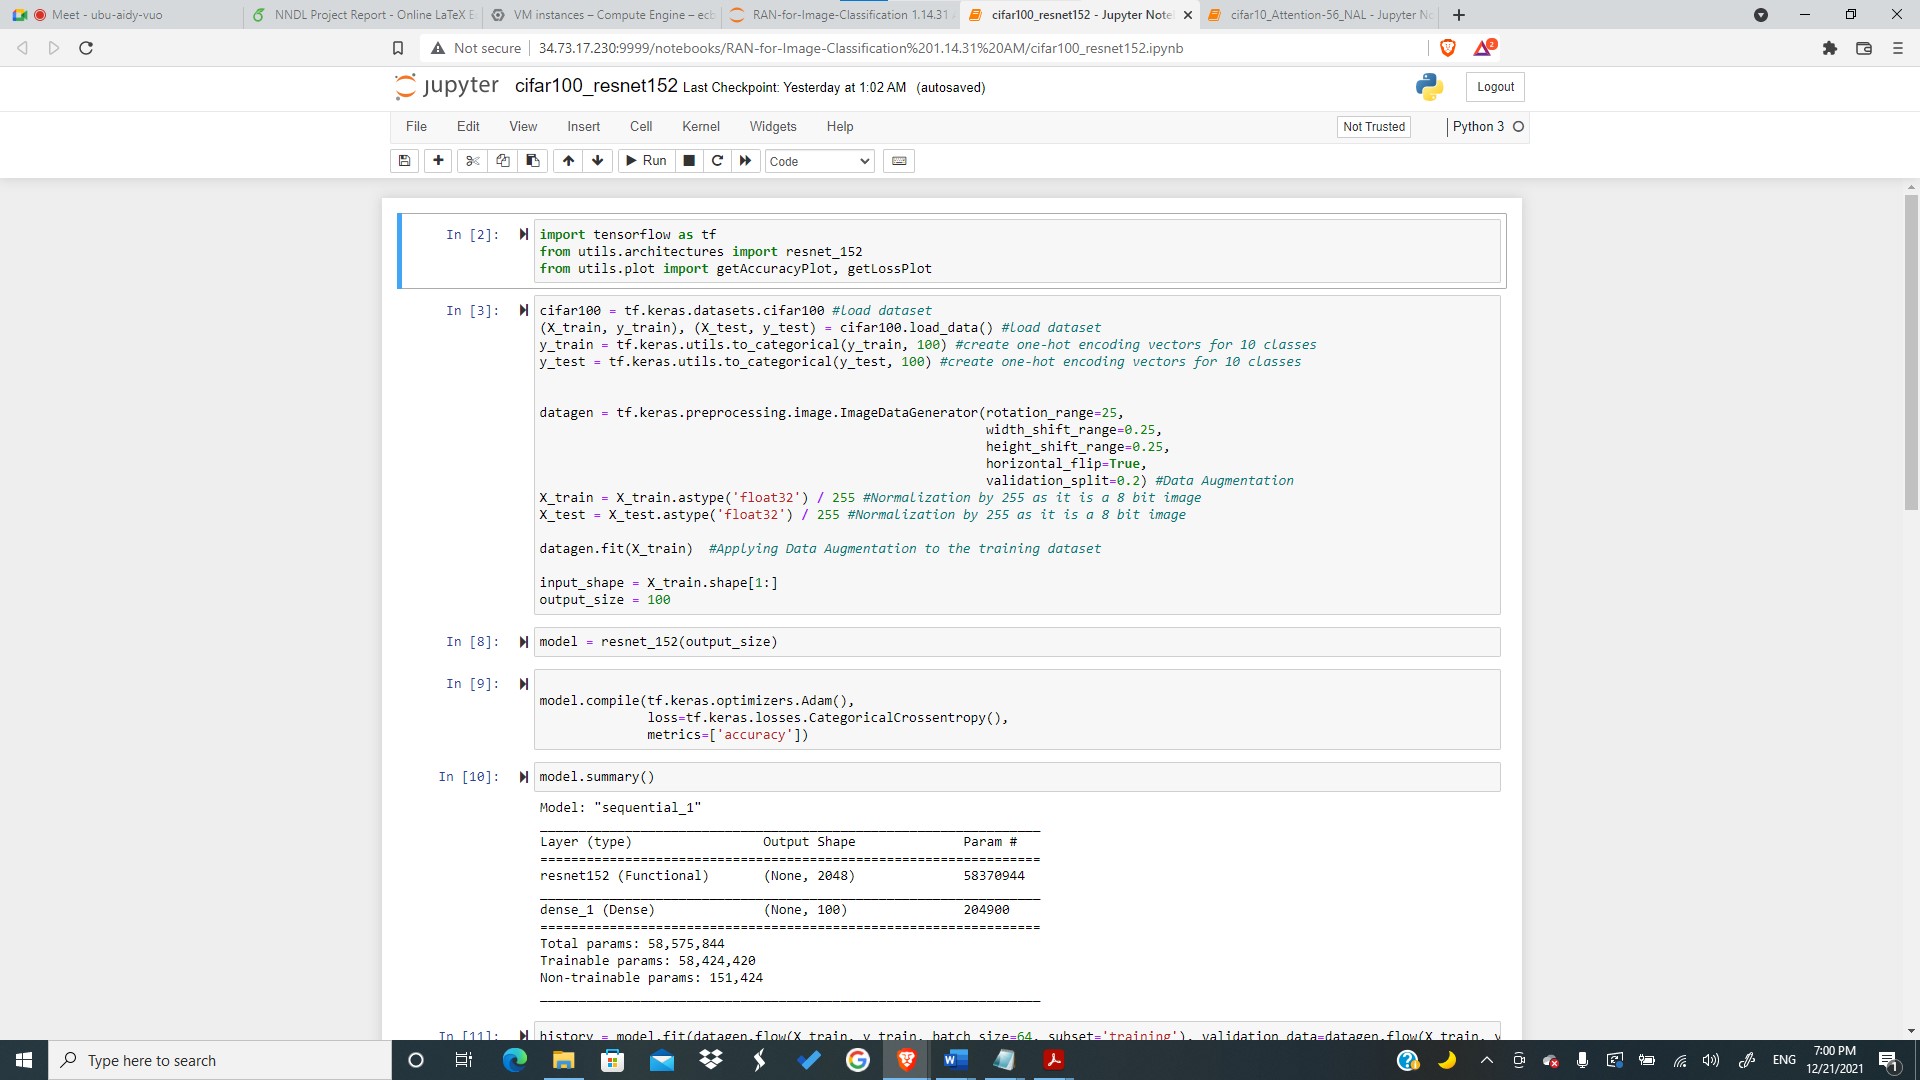 Meet - ubu-aidy-vuo
NNDL Project Report - Online LaTeX E
VM instances – Compute Engine – ecb
RAN-for-Image-Classification 1.14.31
cifar100_resnet152 - Jupyter Note
cifar10_Attention-56_NAL - Jupyter No
Not secure
34.73.17.230:9999/notebooks/RAN-for-Image-Classification%201.14.31%20AM/cifar100_resnet152.ipynb
2
jupyter
cifar100_resnet152 Last Checkpoint: Yesterday at 1:02 AM (autosaved)
Logout
File Edit View Insert Cell Kernel Widgets Help
Not Trusted
Python 3
Run
Code
In [2]:
import tensorflow as tf
from utils.architectures import resnet_152
from utils.plot import getAccuracyPlot, getLossPlot
In [3]:
cifar100 = tf.keras.datasets.cifar100 #load dataset
(X_train, y_train), (X_test, y_test) = cifar100.load_data() #load dataset
y_train = tf.keras.utils.to_categorical(y_train, 100) #create one-hot encoding vectors for 10 classes
y_test = tf.keras.utils.to_categorical(y_test, 100) #create one-hot encoding vectors for 10 classes
datagen = tf.keras.preprocessing.image.ImageDataGenerator(rotation_range=25,
width_shift_range=0.25,
height_shift_range=0.25,
horizontal_flip=True,
validation_split=0.2) #Data Augmentation
X_train = X_train.astype('float32') / 255 #Normalization by 255 as it is a 8 bit image
X_test = X_test.astype('float32') / 255 #Normalization by 255 as it is a 8 bit image
datagen.fit(X_train) #Applying Data Augmentation to the training dataset
input_shape = X_train.shape[1:]
output_size = 100
In [8]:
model = resnet_152(output_size)
In [9]:
model.compile(tf.keras.optimizers.Adam(),
loss=tf.keras.losses.CategoricalCrossentropy(),
metrics=['accuracy'])
In [10]:
model.summary()
Model: "sequential_1"
Layer (type) Output Shape Param #
resnet152 (Functional) (None, 2048) 58370944
dense_1 (Dense) (None, 100) 204900
Total params: 58,575,844
Trainable params: 58,424,420
Non-trainable params: 151,424
In [11]:
history = model.fit(datagen.flow(X_train, y_train, batch_size=64, subset='training'), validation_data=datagen.flow(X_train, y
Type here to search
ENG
7:00 PM
12/21/2021
1